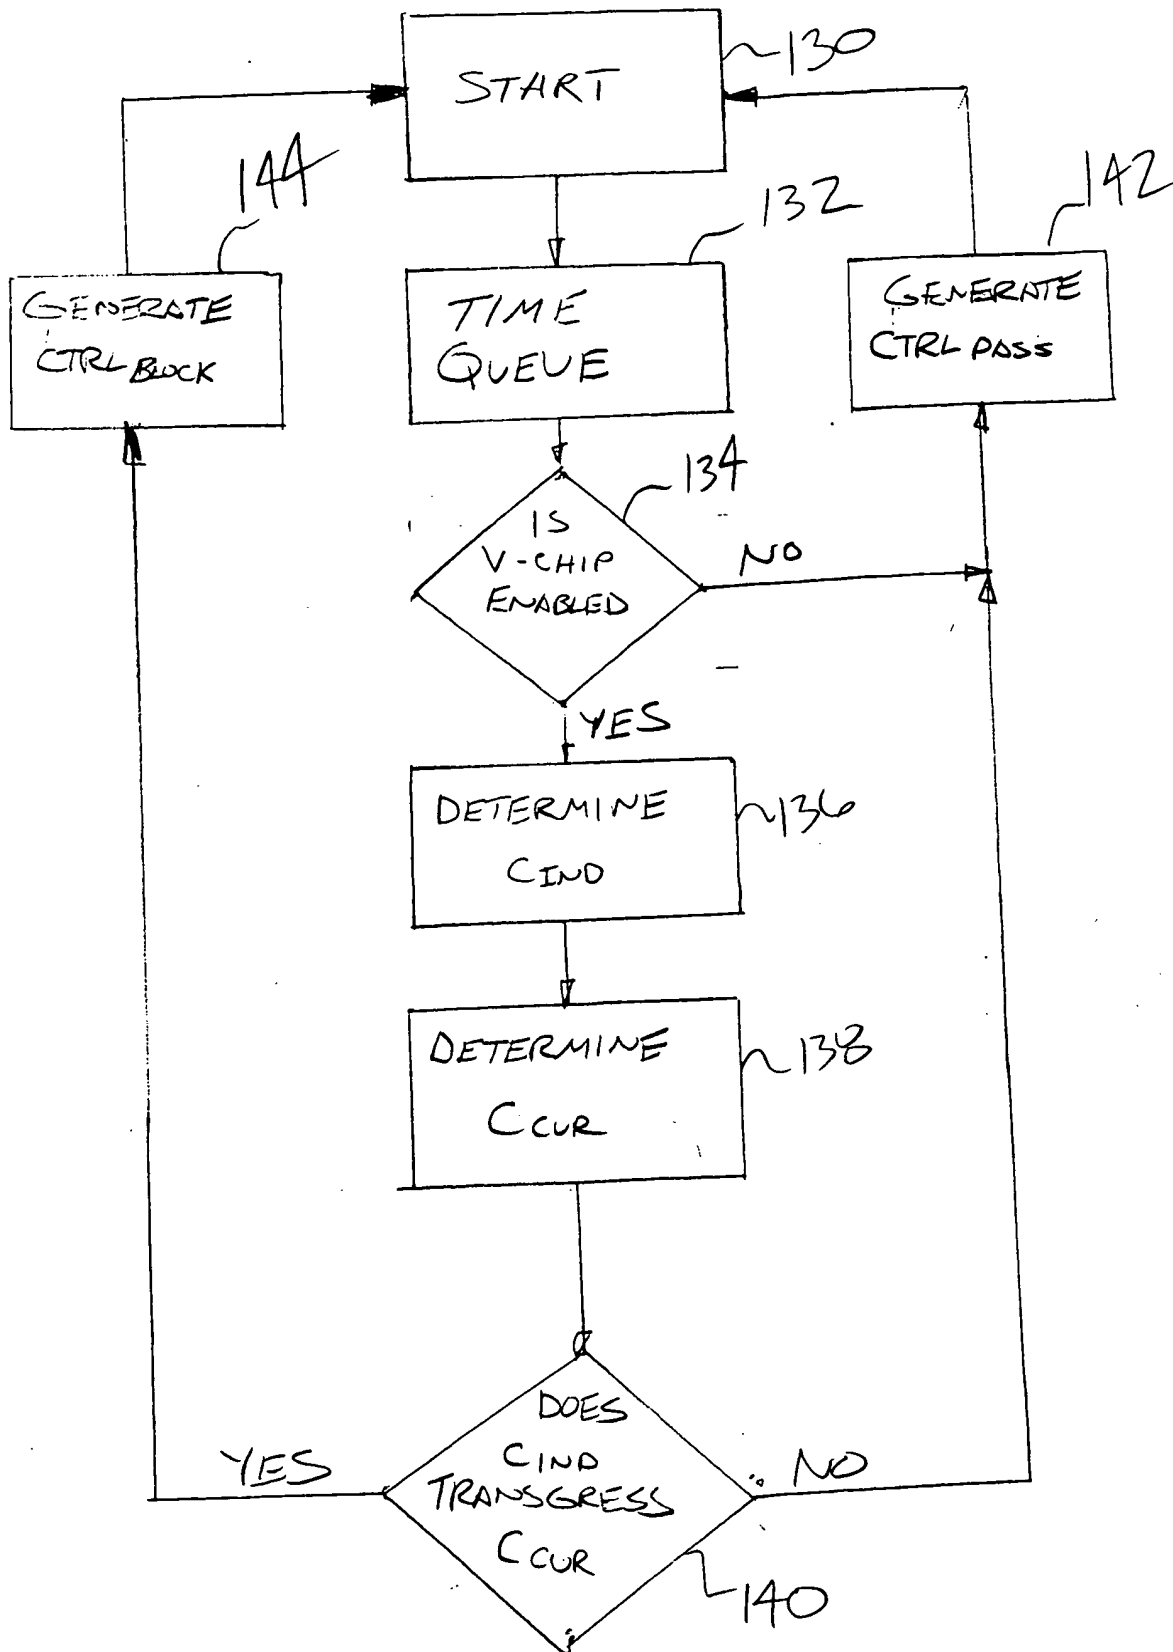 START
130
144
132
142
GENERATE
CTRL BLOCK
TIME
QUEUE
GENERATE
CTRL PASS
134
IS
V-CHIP
ENABLED
NO
YES
DETERMINE
CIND
136
DETERMINE
CCUR
138
DOES
CIND
TRANSGRESS
CCUR
YES
NO
140